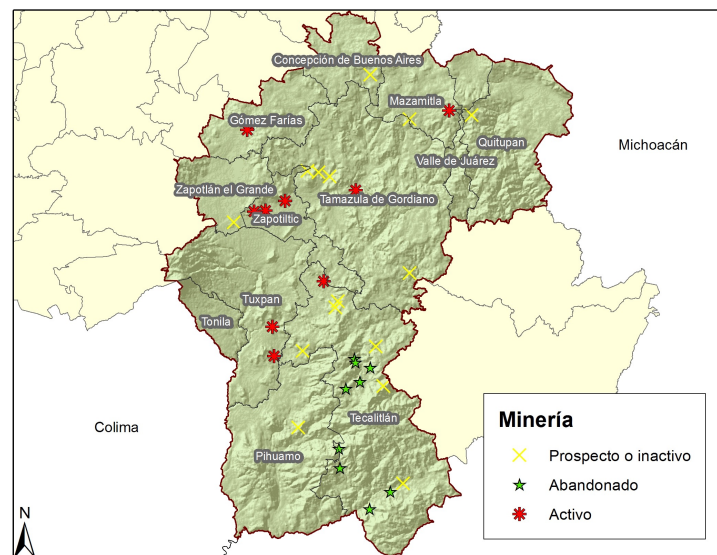 Concepción de Buenos Aires
Mazamitla
Gómez Farias
Quitupan
Michoacán
Valle de Juárez
Zapotlán el Grande
Tamazula de Gordiano
Zapotiltic
Tuxpan
Tonila
Tecalitlán
Colima
Pihuamo
Minería
Prospecto o inactivo
Abandonado
Activo
N